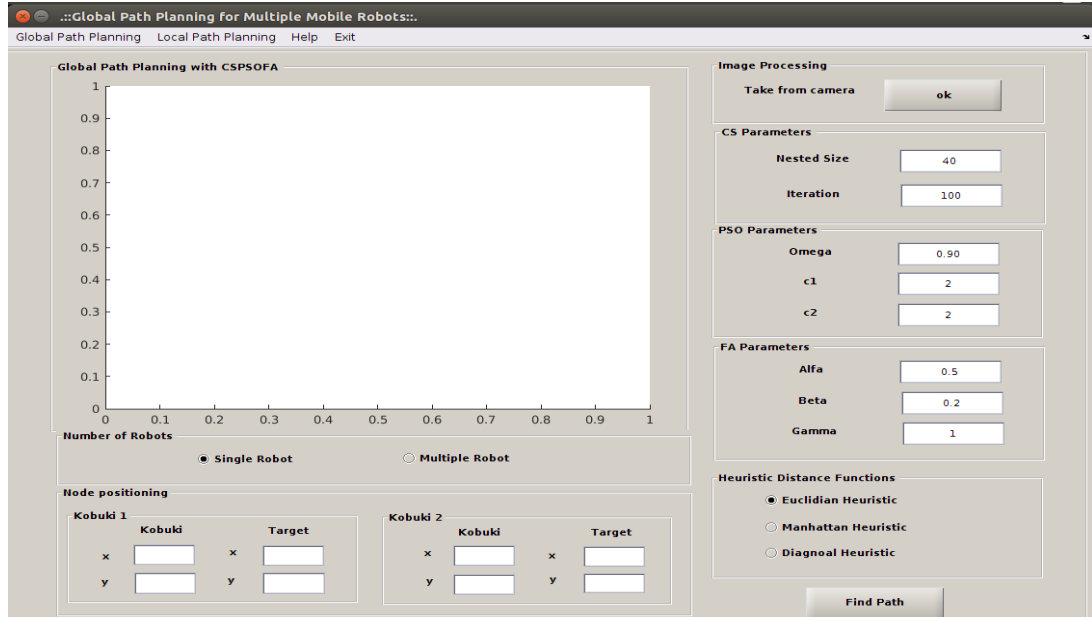 .::Global Path Planning for Multiple Mobile Robots::.
Global Path Planning Local Path Planning Help Exit
Global Path Planning with CSPSOFA
1
0.9
0.8
0.7
0.6
0.5
0.4
0.3
0.2
0.1
0
0 0.1 0.2 0.3 0.4 0.5 0.6 0.7 0.8 0.9 1
Number of Robots
Single Robot Multiple Robot
Node positioning
Kobuki 1
Kobuki Target
x x
y y
Kobuki 2
Kobuki Target
x x
y y
Image Processing
Take from camera ok
CS Parameters
Nested Size 40
Iteration 100
PSO Parameters
Omega 0.90
c1 2
c2 2
FA Parameters
Alfa 0.5
Beta 0.2
Gamma 1
Heuristic Distance Functions
Euclidian Heuristic
Manhattan Heuristic
Diagnoal Heuristic
Find Path